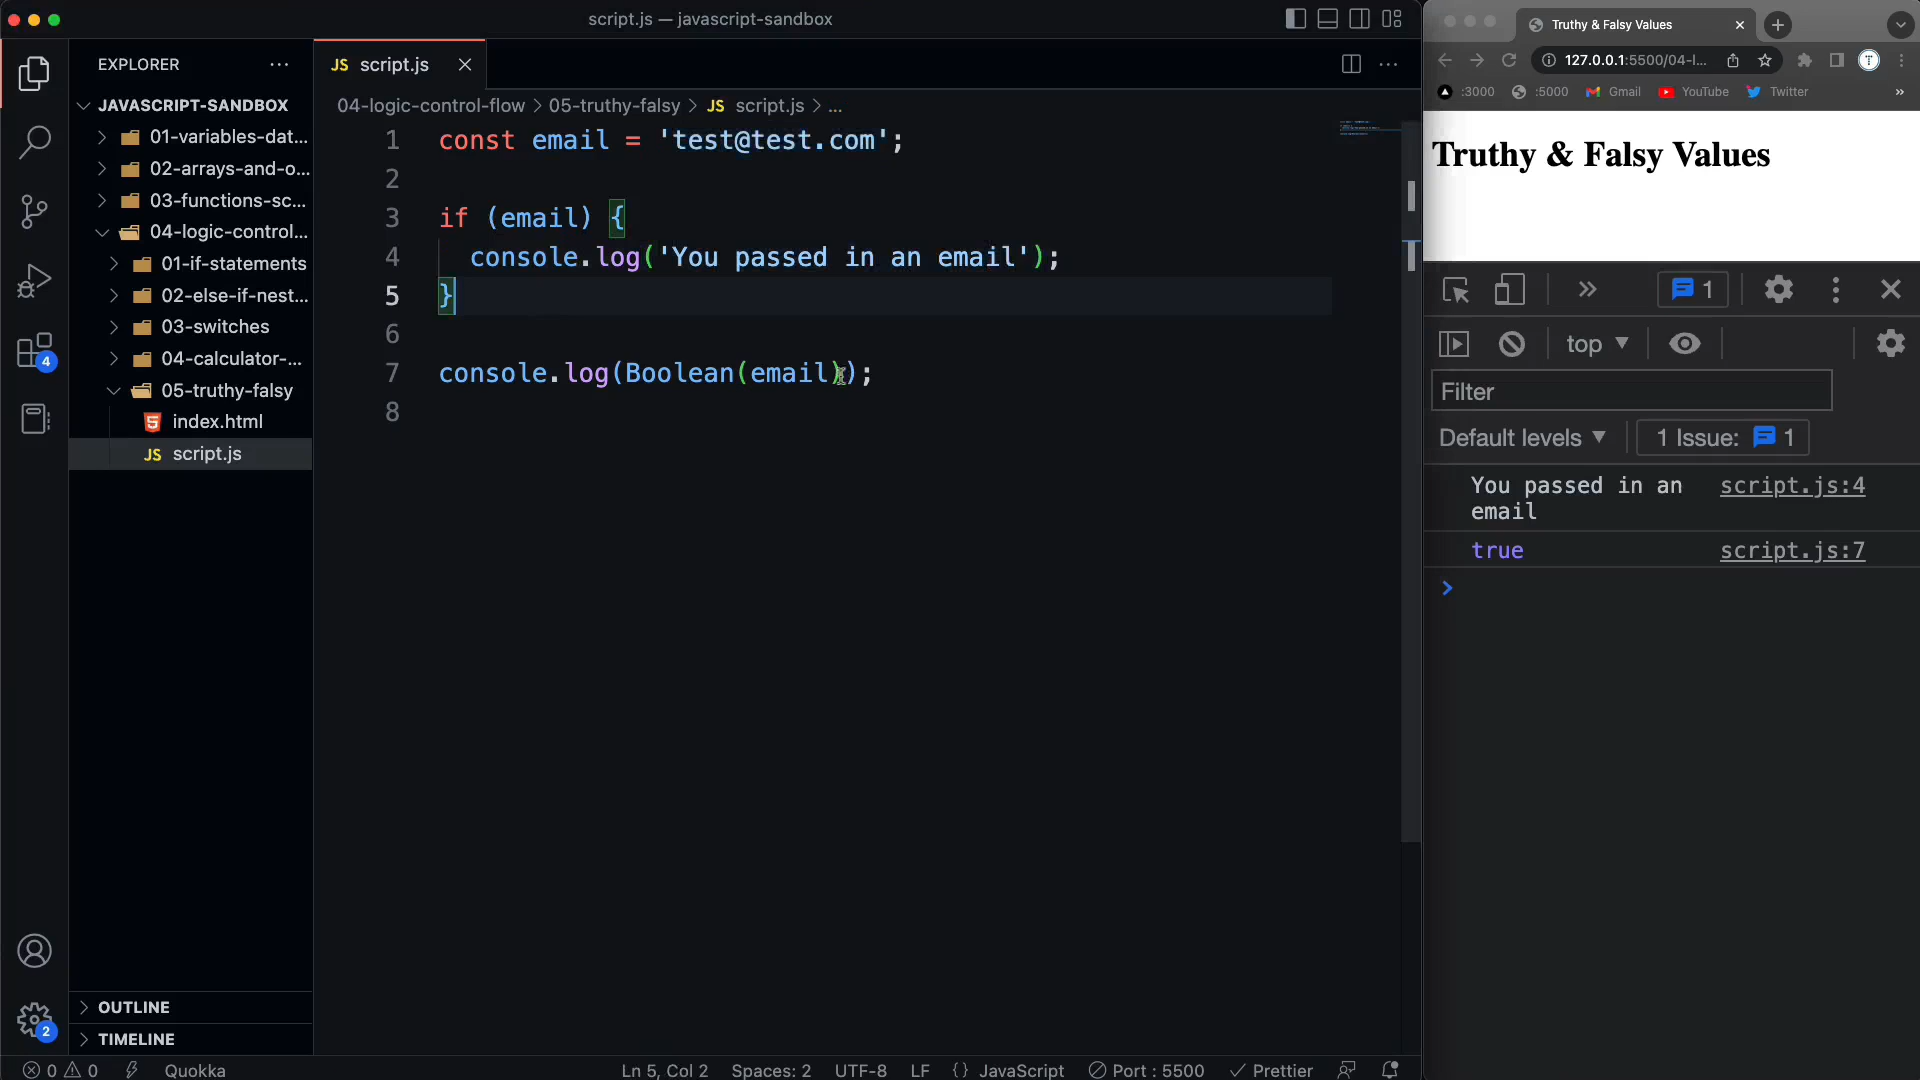 script.js — javascript-sandbox
EXPLORER
JAVASCRIPT-SANDBOX
01-variables-dat...
02-arrays-and-o...
03-functions-sc...
04-logic-control...
01-if-statements
02-else-if-nest...
03-switches
04-calculator-...
05-truthy-falsy
index.html
JS script.js
OUTLINE
TIMELINE
4
2
JS script.js
04-logic-control-flow > 05-truthy-falsy > JS script.js > ...
1 const email = 'test@test.com';
2
3 if (email) {
4 console.log('You passed in an email');
5 }
6
7 console.log(Boolean(email));
8
0 0 Quokka
Ln 5, Col 2 Spaces: 2 UTF-8 LF {} JavaScript Port : 5500 Prettier
Truthy & Falsy Values
127.0.0.1:5500/04-l...
T
:3000 :5000 Gmail YouTube Twitter »
Truthy & Falsy Values
1
top
Filter
Default levels 1 Issue: 1
You passed in an email script.js:4
true script.js:7